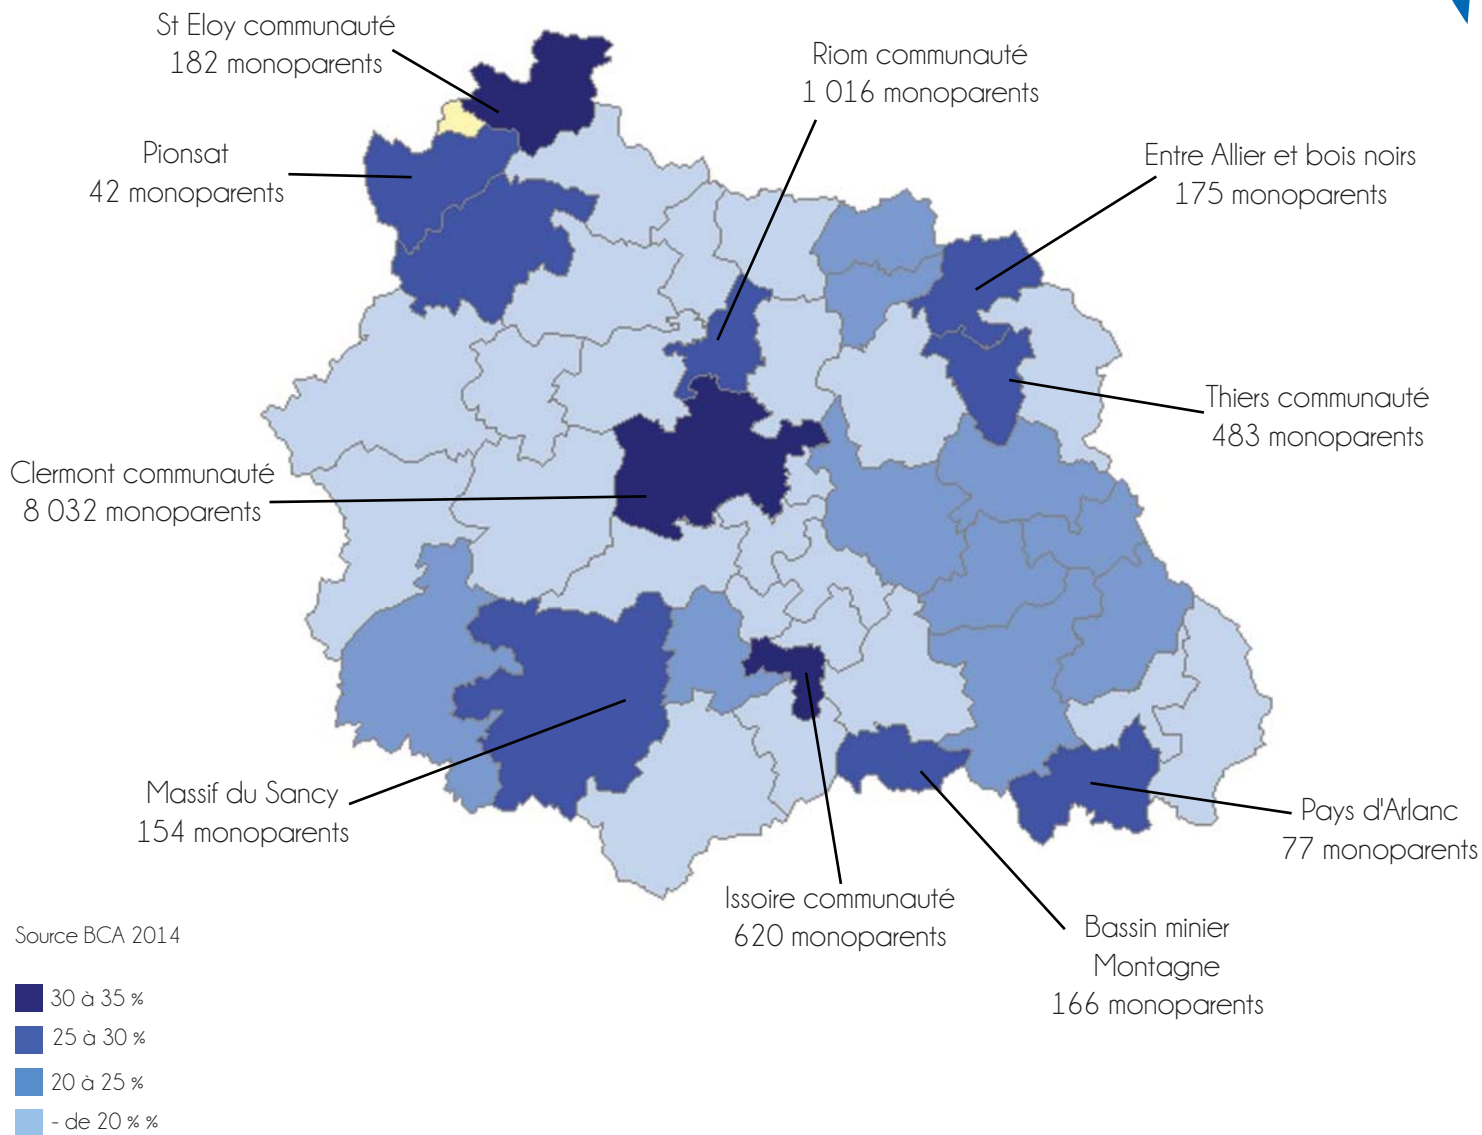 St Eloy communauté
182 monoparents
Riom communauté
1 016 monoparents
Pionsat
42 monoparents
Entre Allier et bois noirs
175 monoparents
Thiers communauté
483 monoparents
Clermont communauté
8 032 monoparents
Massif du Sancy
154 monoparents
Pays d'Arlanc
77 monoparents
Issoire communauté
620 monoparents
Bassin minier
Montagne
166 monoparents
Source BCA 2014
30 à 35 %
25 à 30 %
20 à 25 %
- de 20 % %